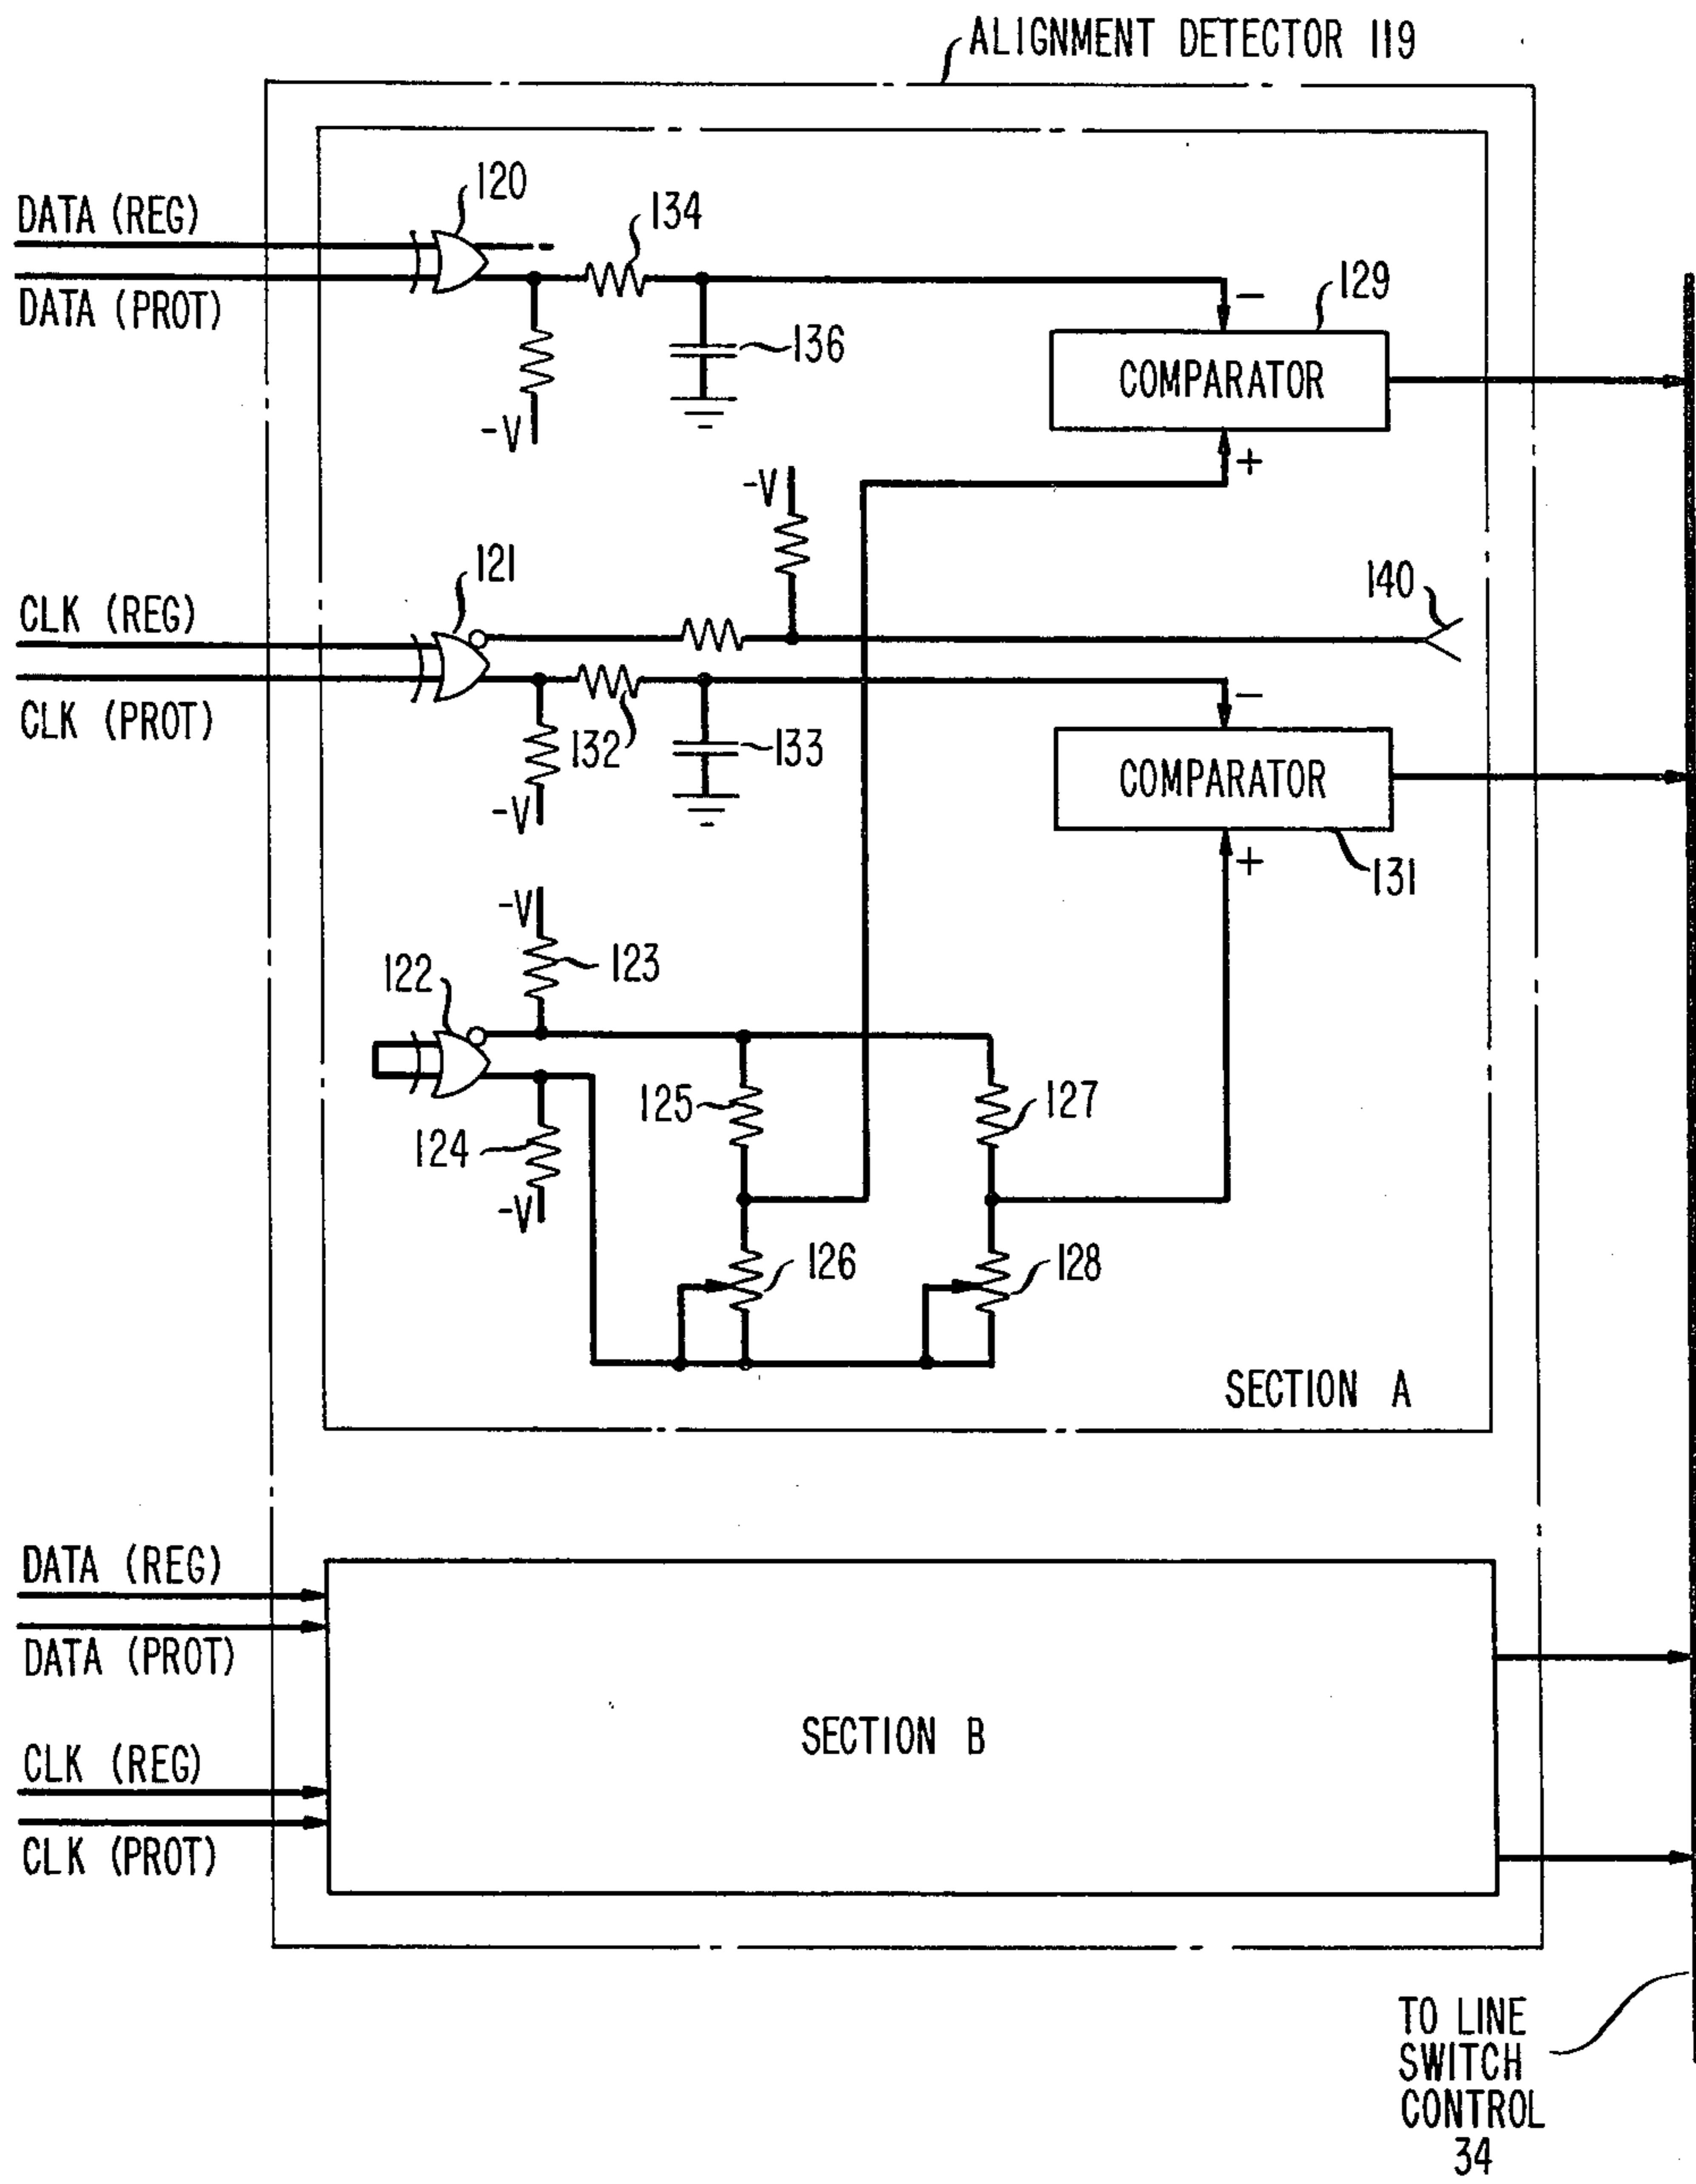 ALIGNMENT DETECTOR 119
120
DATA (REG)
134
DATA (PROT)
−
129
136
COMPARATOR
-V
+
-V
121
140
CLK (REG)
−
CLK (PROT)
132
133
COMPARATOR
-V
+
131
-V
123
122
125
127
124
-V
126
128
SECTION A
DATA (REG)
DATA (PROT)
SECTION B
CLK (REG)
CLK (PROT)
TO LINE
SWITCH
CONTROL
34